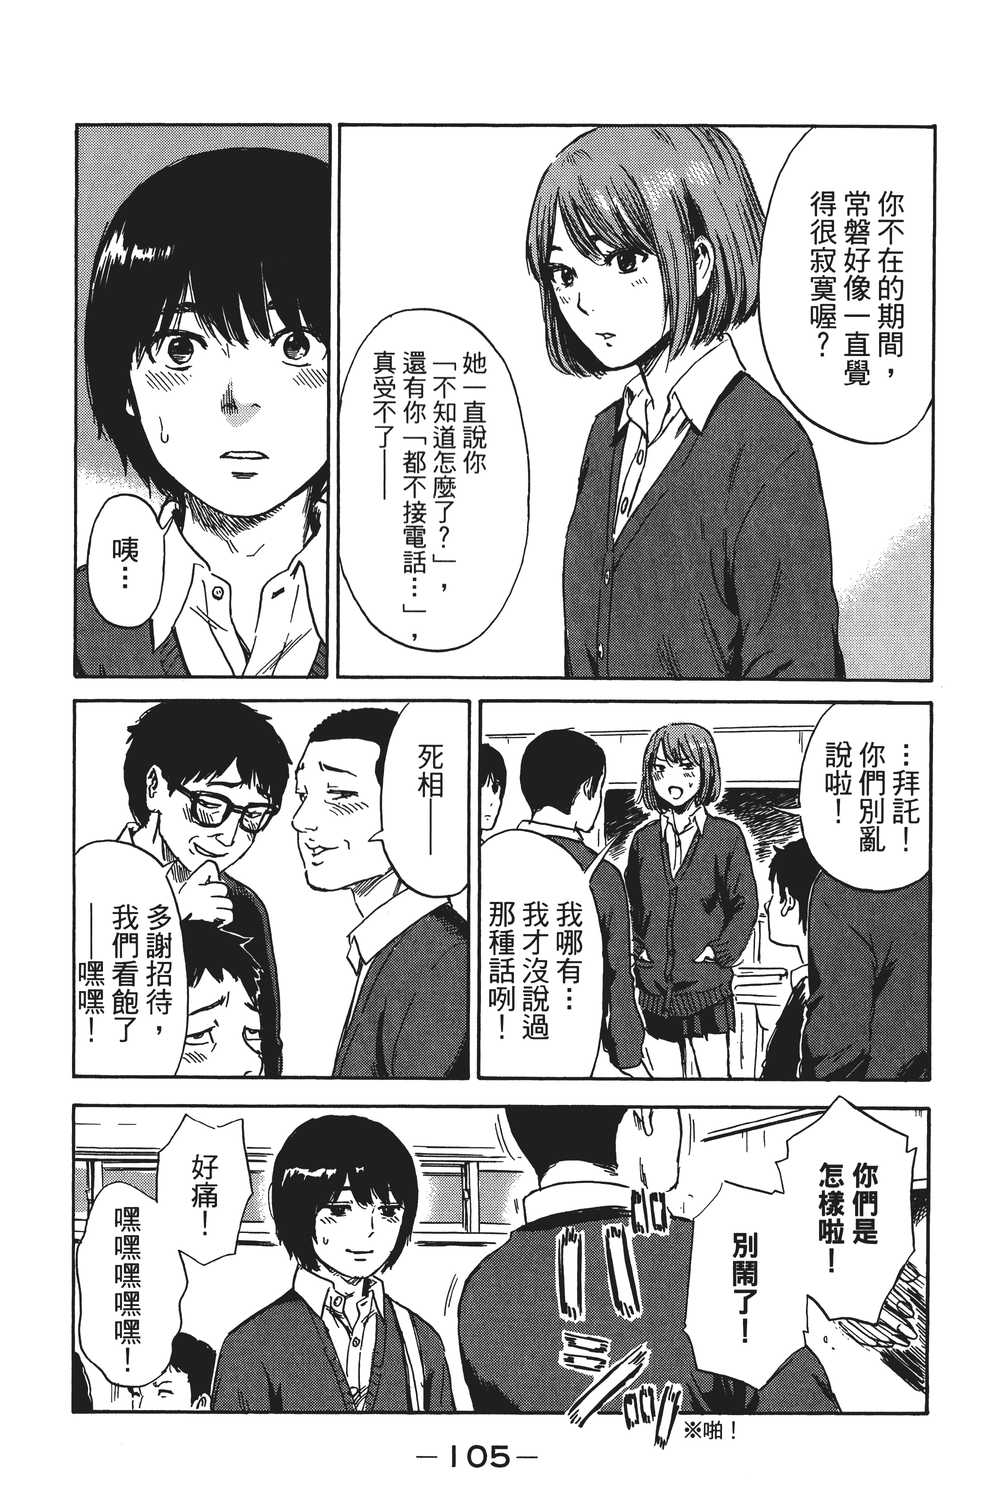 你不在的期間，
常磐好像一直覺
得很寂寞喔？
她一直說你
「不知道怎麼了？」，
還有你「都不接電話…」，
真受不了——
咦…
…拜託！
你們別亂
說啦！
我哪有…
我才沒說過
那種話咧！
死相——
多謝招待，
我們看飽了
——嘿嘿！
你們是
怎樣啦！
別鬧了！
※啪！
好痛！
嘿嘿嘿嘿嘿！
—105—